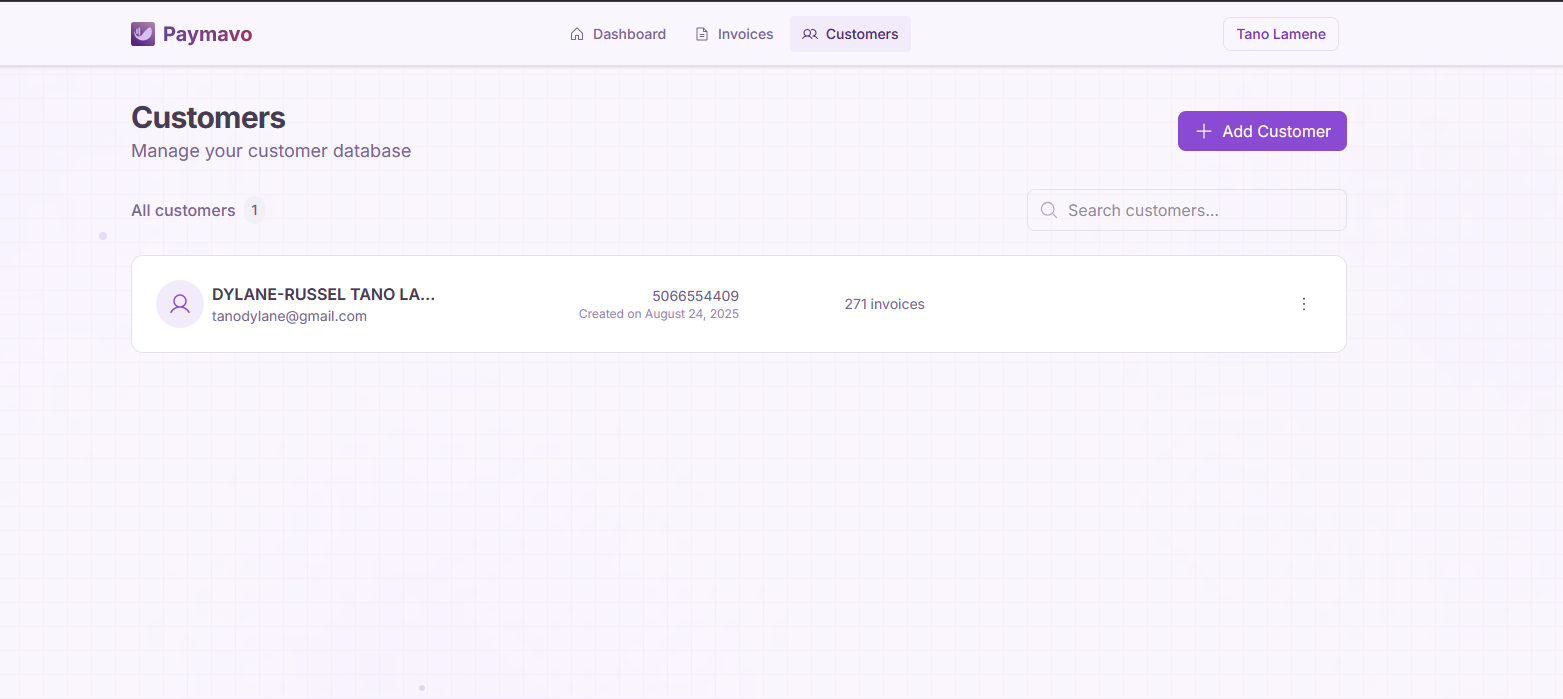 Paymavo
Dashboard
Invoices
Customers
Tano Lamene
Customers
Manage your customer database
Add Customer
All customers 1
Search customers...
DYLANE-RUSSEL TANO LA...
tanodylane@gmail.com
5066554409
Created on August 24, 2025
271 invoices